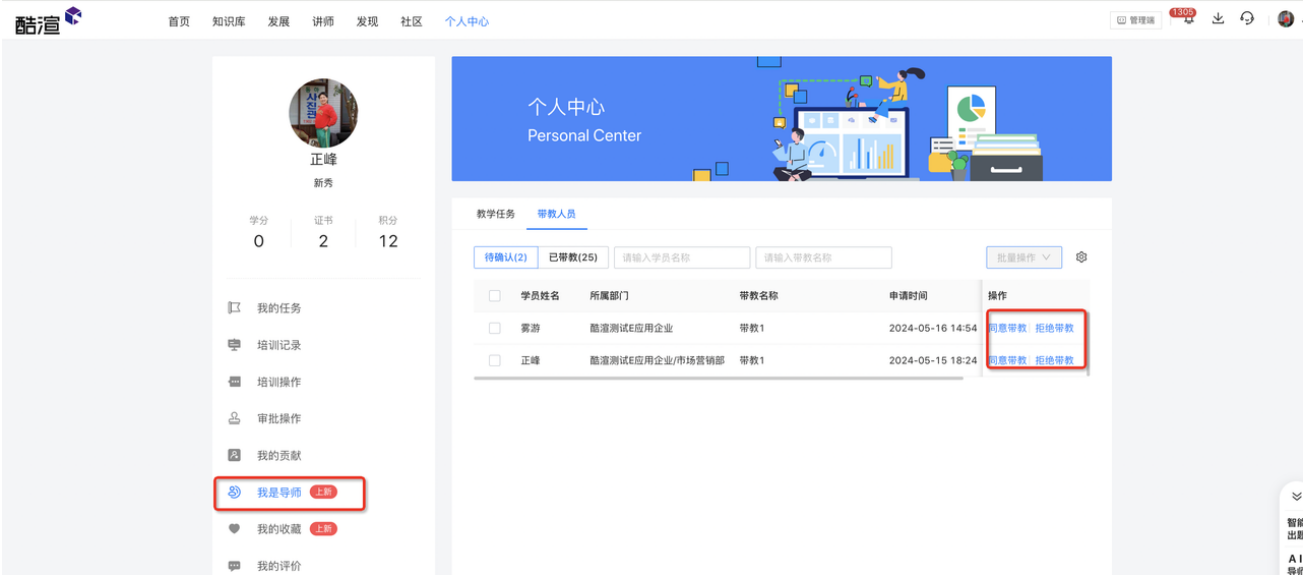 酷渲
首页 知识库 发展 讲师 发现 社区 个人中心
管理端 1305
正峰
新秀
学分 证书 积分
0 2 12
我的任务
培训记录
培训操作
审批操作
我的贡献
我是导师 上新
我的收藏 上新
我的评价
个人中心
Personal Center
教学任务 带教人员
待确认(2) 已带教(25) 请输入学员名称 请输入带教名称 批量操作
学员姓名 所属部门 带教名称 申请时间 操作
雾游 酷渲测试E应用企业 带教1 2024-05-16 14:54 同意带教 拒绝带教
正峰 酷渲测试E应用企业/市场营销部 带教1 2024-05-15 18:24 同意带教 拒绝带教
智能
出题
AI
导师